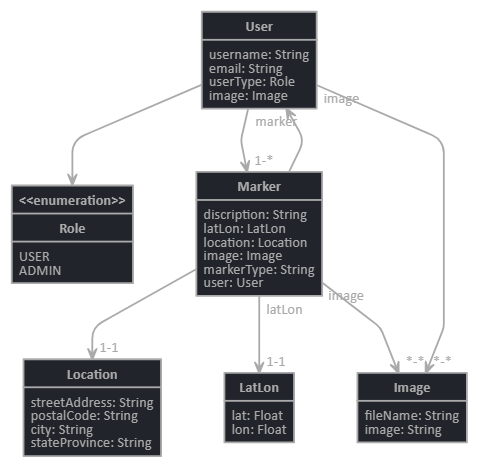 User
username: String
email: String
userType: Role
image: Image
image
marker
1-*
<<enumeration>>
Role
USER
ADMIN
Marker
discription: String
latLon: LatLon
location: Location
image: Image
markerType: String
user: User
image
latLon
1-1
1-1
*-*
*-*
Location
streetAddress: String
postalCode: String
city: String
stateProvince: String
LatLon
lat: Float
lon: Float
Image
fileName: String
image: String